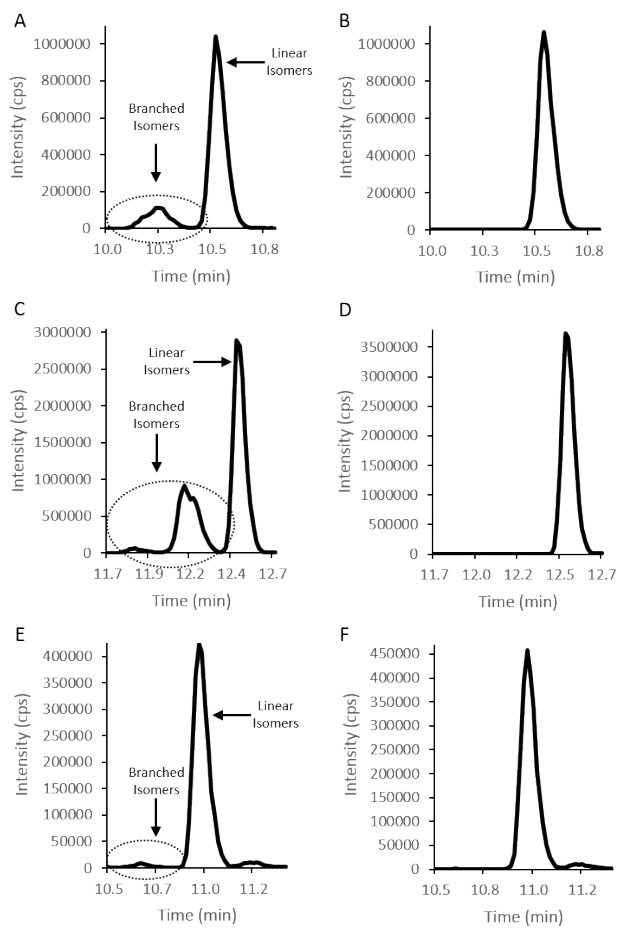 A
Intensity (cps)
1000000
800000
600000
400000
200000
0
Linear
Isomers
Branched
Isomers
10.0 10.3 10.5 10.8
Time (min)
B
Intensity (cps)
1000000
800000
600000
400000
200000
0
10.0 10.3 10.5 10.8
Time (min)
C
Intensity (cps)
3000000
2500000
2000000
1500000
1000000
500000
0
Linear
Isomers
Branched
Isomers
11.7 11.9 12.2 12.4 12.7
Time (min)
D
Intensity (cps)
3500000
3000000
2500000
2000000
1500000
1000000
500000
0
11.7 12.0 12.2 12.5 12.7
Time (min)
E
Intensity (cps)
400000
350000
300000
250000
200000
150000
100000
50000
0
Linear
Isomers
Branched
Isomers
10.5 10.7 11.0 11.2
Time (min)
F
Intensity (cps)
450000
400000
350000
300000
250000
200000
150000
100000
50000
0
10.5 10.8 11.0 11.2
Time (min)